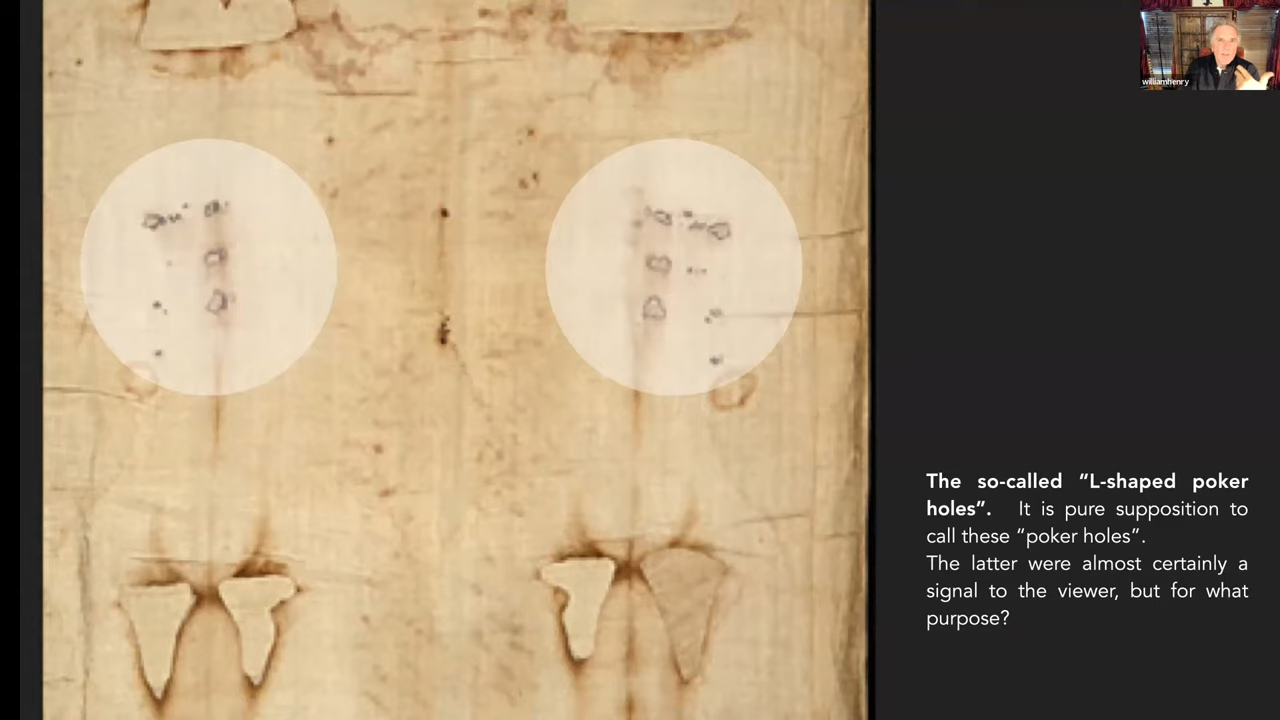 williamhenry
The so-called “L-shaped poker
holes”. It is pure supposition to
call these “poker holes”.
The latter were almost certainly a
signal to the viewer, but for what
purpose?